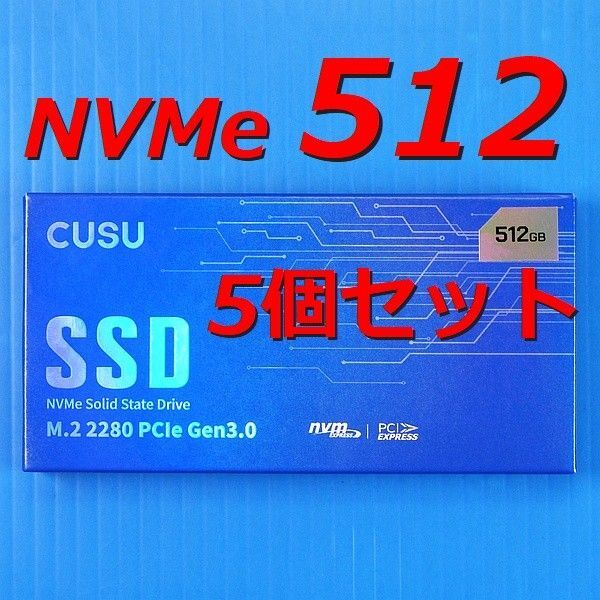 NVMe 512
CUSU
512GB
5個セット
SSD
NVMe Solid State Drive
M.2 2280 PCIe Gen3.0
nvm EXPRESS | PCI EXPRESS